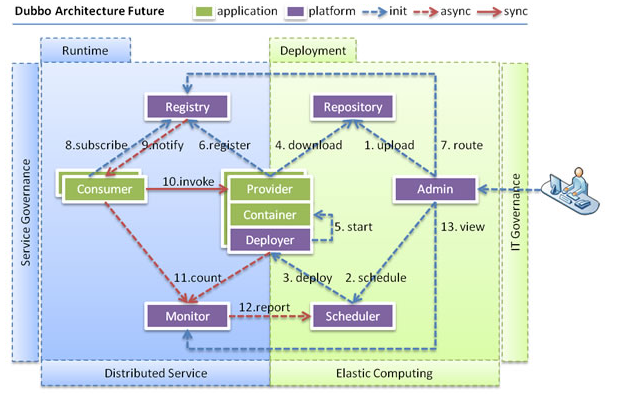 Dubbo Architecture Future
application platform init async sync
Runtime
Deployment
Service Governance
IT Governance
Registry
Repository
8.subscribe 9.notify 6.register 4. download 1. upload 7. route
Consumer
10.invoke
Provider
Admin
Container
Deployer
5. start
13. view
11.count 3. deploy 2. schedule
Monitor
12.report
Scheduler
Distributed Service
Elastic Computing